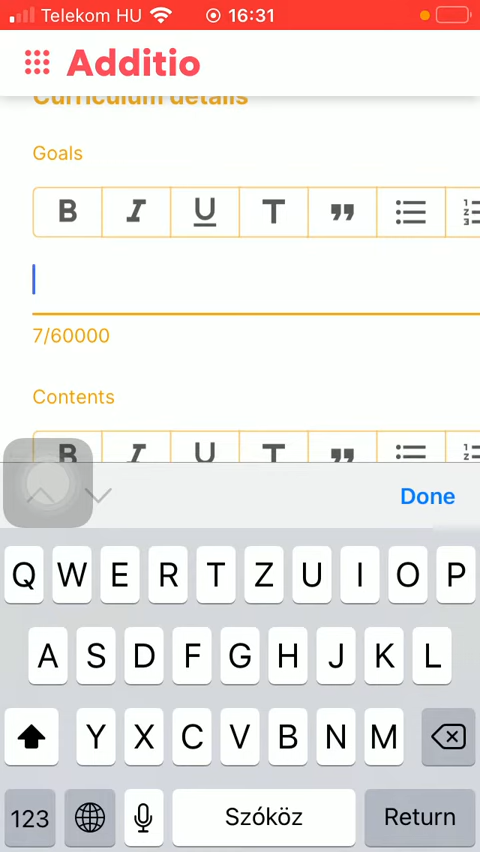 Telekom HU 16:31
Additio
Curriculum details
Goals
B I U T
7/60000
Contents
B I U T
Done
Q W E R T Z U I O P
A S D F G H J K L
Y X C V B N M
123 Szóköz Return